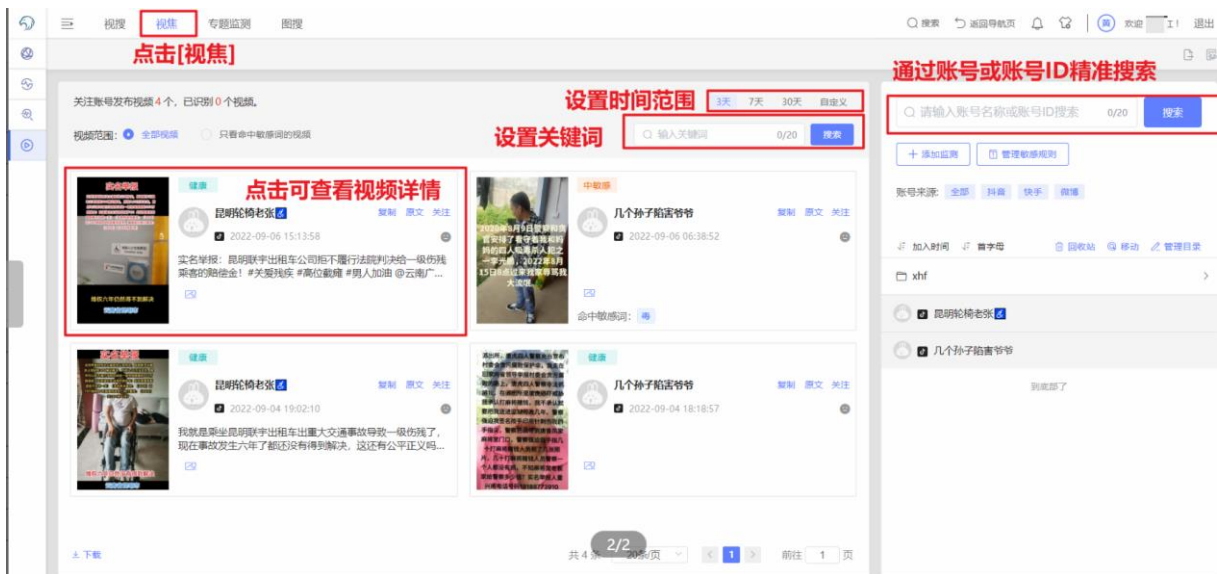 视搜 视焦 专题监测 图搜
搜索 返回导航页 黄 欢迎 工！ 退出
点击[视焦]
通过账号或账号ID精准搜索
关注账号发布视频 4 个，已识别 0 个视频。
设置时间范围
3天 7天 30天 自定义
请输入账号名称或账号ID搜索 0/20 搜索
视频范围： 全部视频 只看命中敏感词的视频
设置关键词
输入关键词 0/20 搜索
+ 添加监测 管理敏感规则
账号来源: 全部 抖音 快手 微博
加入时间 首字母 回收站 移动 管理目录
xhf
昆明轮椅老张
几个孙子陷害爷爷
到底部了
实名举报
健康
点击可查看视频详情
昆明轮椅老张 复制 原文 关注
2022-09-06 15:13:58
实名举报：昆明联宇出租车公司拒不履行法院判决给一级伤残
乘客的赔偿金！#关爱残疾 #高位截瘫 #男人加油 @云南广...
中敏感
几个孙子陷害爷爷 复制 原文 关注
2022-09-06 06:38:52
命中敏感词： 毒
健康
昆明轮椅老张 复制 原文 关注
2022-09-04 19:02:10
我就是乘坐昆明联宇出租车出重大交通事故导致一级伤残了，
现在事故发生六年了都还没有得到解决，这还有公平正义吗...
健康
几个孙子陷害爷爷 复制 原文 关注
2022-09-04 18:18:57
下载
共 4 条 20条/页 1 前往 1 页
2/2